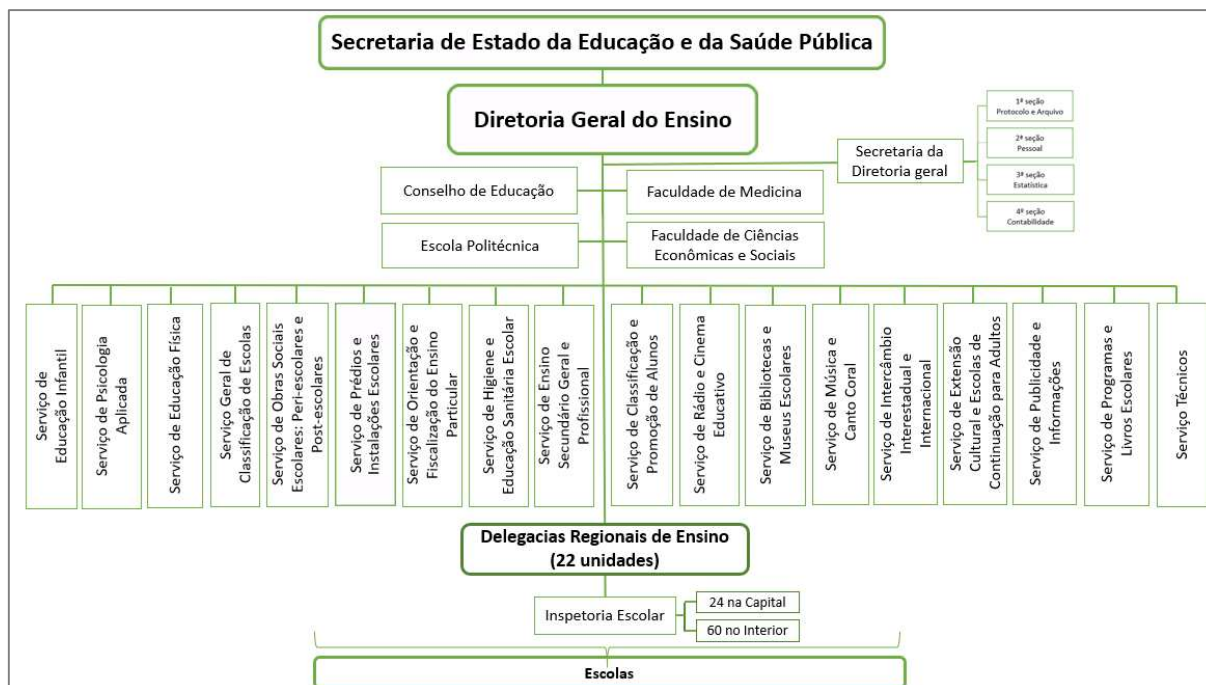 Secretaria de Estado da Educação e da Saúde Pública
Diretoria Geral do Ensino
Secretaria da
Diretoria geral
1ª seção
Protocolo e Arquivo
2ª seção
Pessoal
3ª seção
Estatística
4ª seção
Contabilidade
Conselho de Educação
Faculdade de Medicina
Escola Politécnica
Faculdade de Ciências
Econômicas e Sociais
Serviço de
Educação Infantil
Serviço de Psicologia
Aplicada
Serviço de Educação Física
Serviço Geral de
Classificação de Escolas
Serviço de Obras Sociais
Escolares: Peri-escolares e
Post-escolares
Serviço de Prédios e
Instalações Escolares
Serviço de Orientação e
Fiscalização do Ensino
Particular
Serviço de Higiene e
Educação Sanitária Escolar
Serviço de Ensino
Secundário Geral e
Profissional
Serviço de Classificação e
Promoção de Alunos
Serviço de Rádio e Cinema
Educativo
Serviço de Bibliotecas e
Museus Escolares
Serviço de Música e
Canto Coral
Serviço de Intercâmbio
Interestadual e
Internacional
Serviço de Extensão
Cultural e Escolas de
Continuação para Adultos
Serviço de Publicidade e
Informações
Serviço de Programas e
Livros Escolares
Serviço Técnicos
Delegacias Regionais de Ensino
(22 unidades)
Inspetoria Escolar
24 na Capital
60 no Interior
Escolas